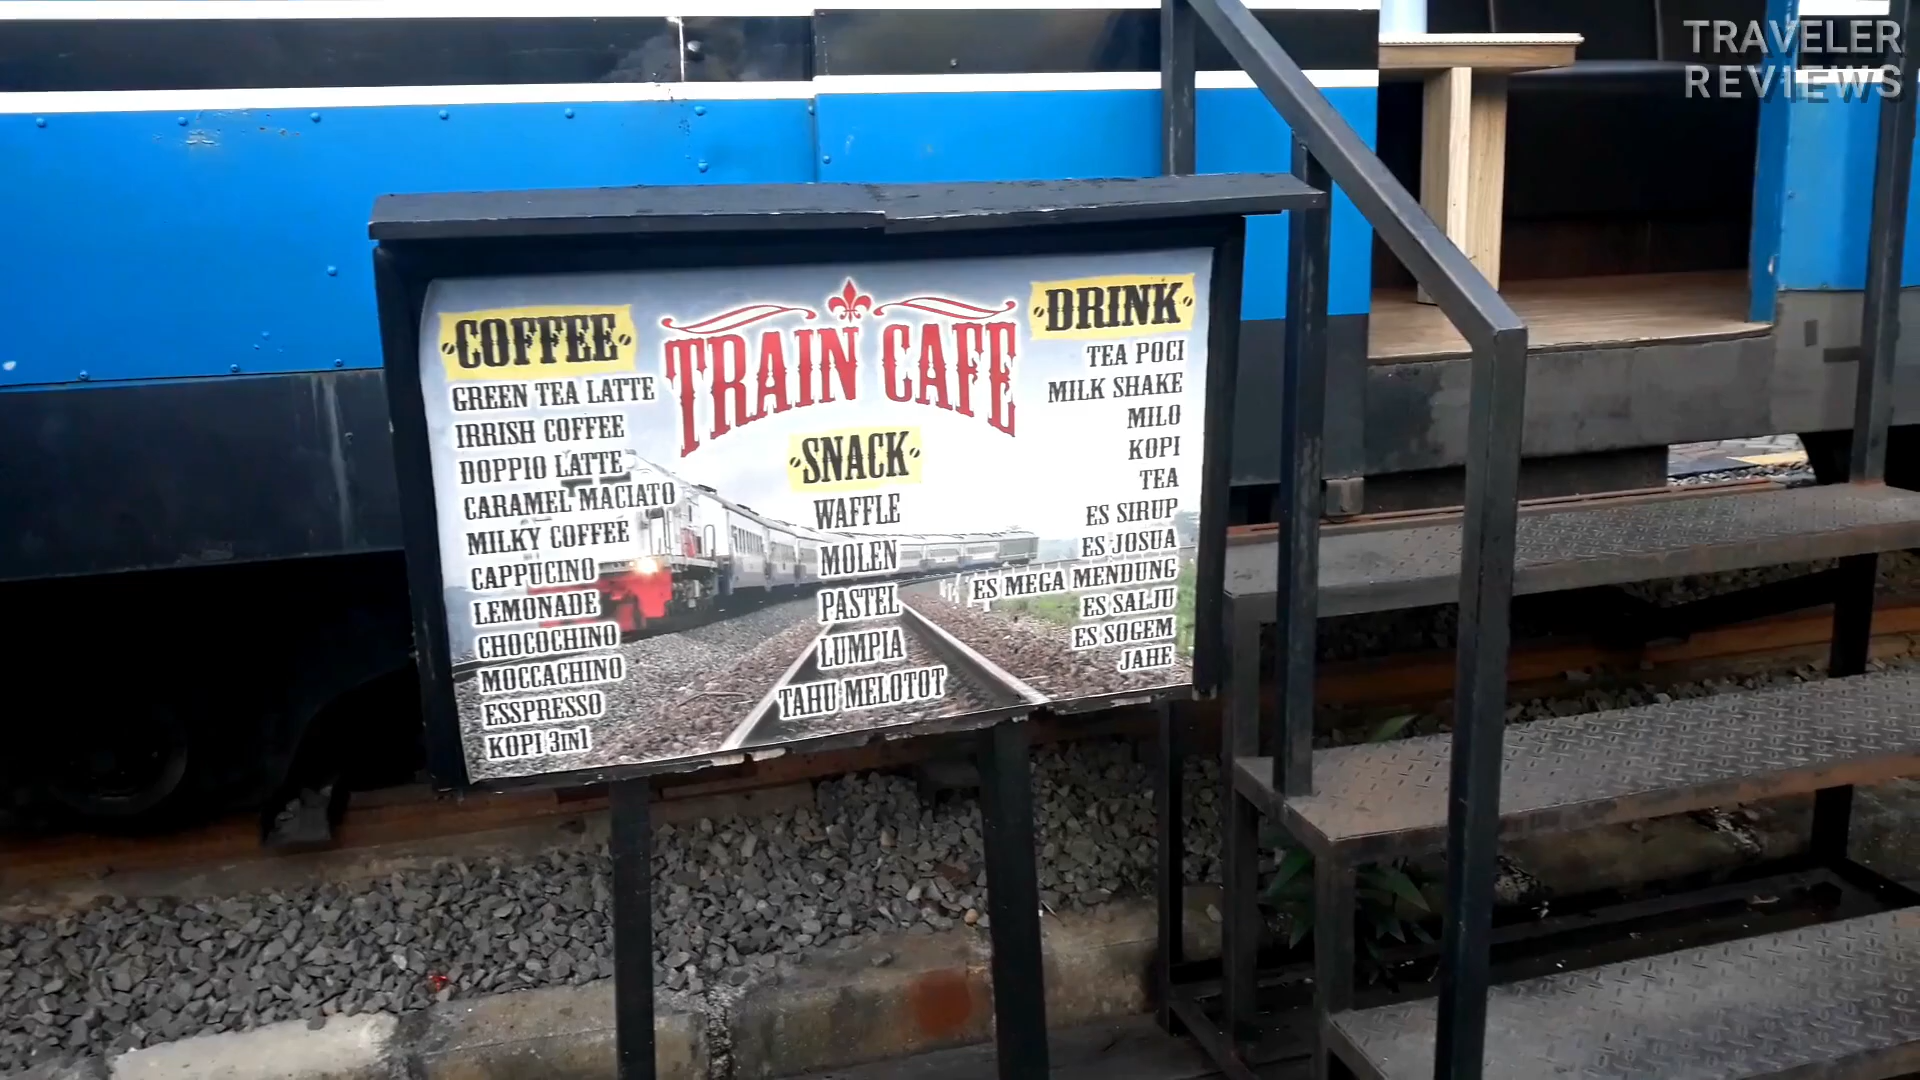 TRAVELER
REVIEWS
TRAIN CAFE
COFFEE
GREEN TEA LATTE
IRRISH COFFEE
DOPPIO LATTE
CARAMEL MACIATO
MILKY COFFEE
CAPPUCINO
LEMONADE
CHOCOCHINO
MOCCACHINO
ESSPRESSO
KOPI 3IN1
SNACK
WAFFLE
MOLEN
PASTEL
LUMPIA
TAHU MELOTOT
DRINK
TEA POCI
MILK SHAKE
MILO
KOPI
TEA
ES SIRUP
ES JOSUA
ES MEGA MENDUNG
ES SALJU
ES SOGEM
JAHE